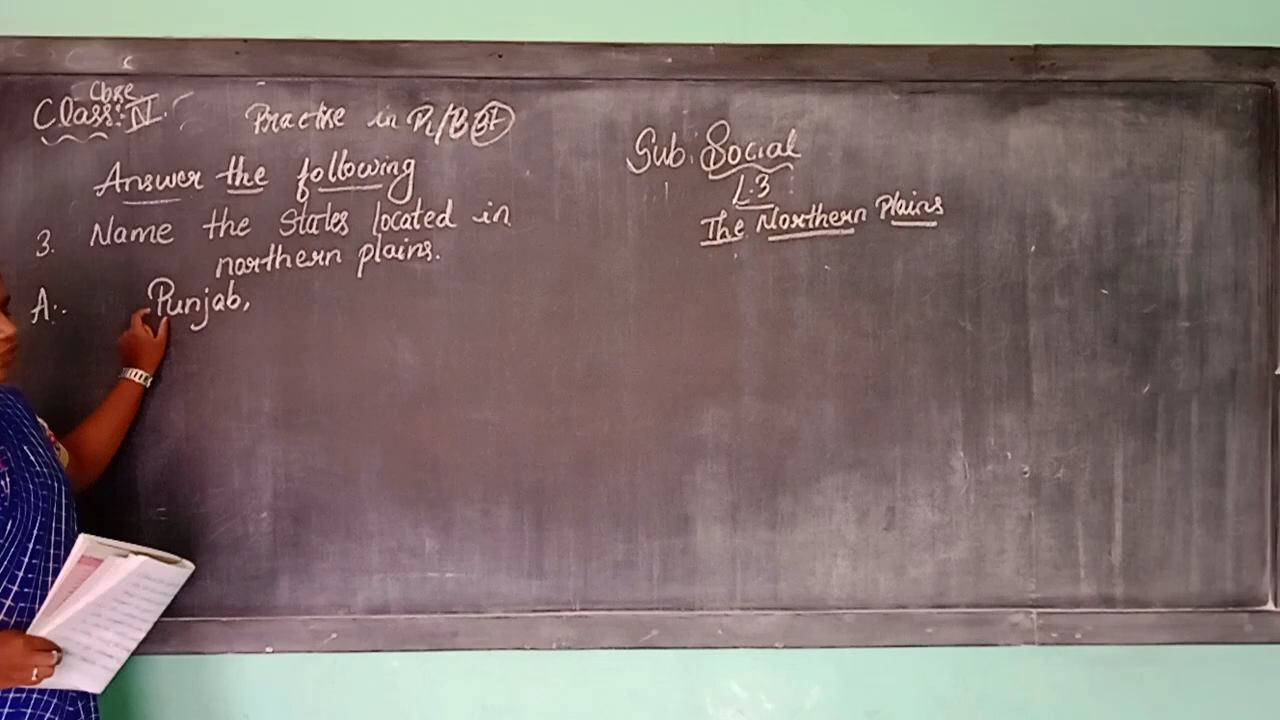 Cbse
Class: IV.
Practise in
Answer the following
3. Name the States located in
northern plains.
A:. Punjab,
Sub: Social
L.3
The Northern Plains